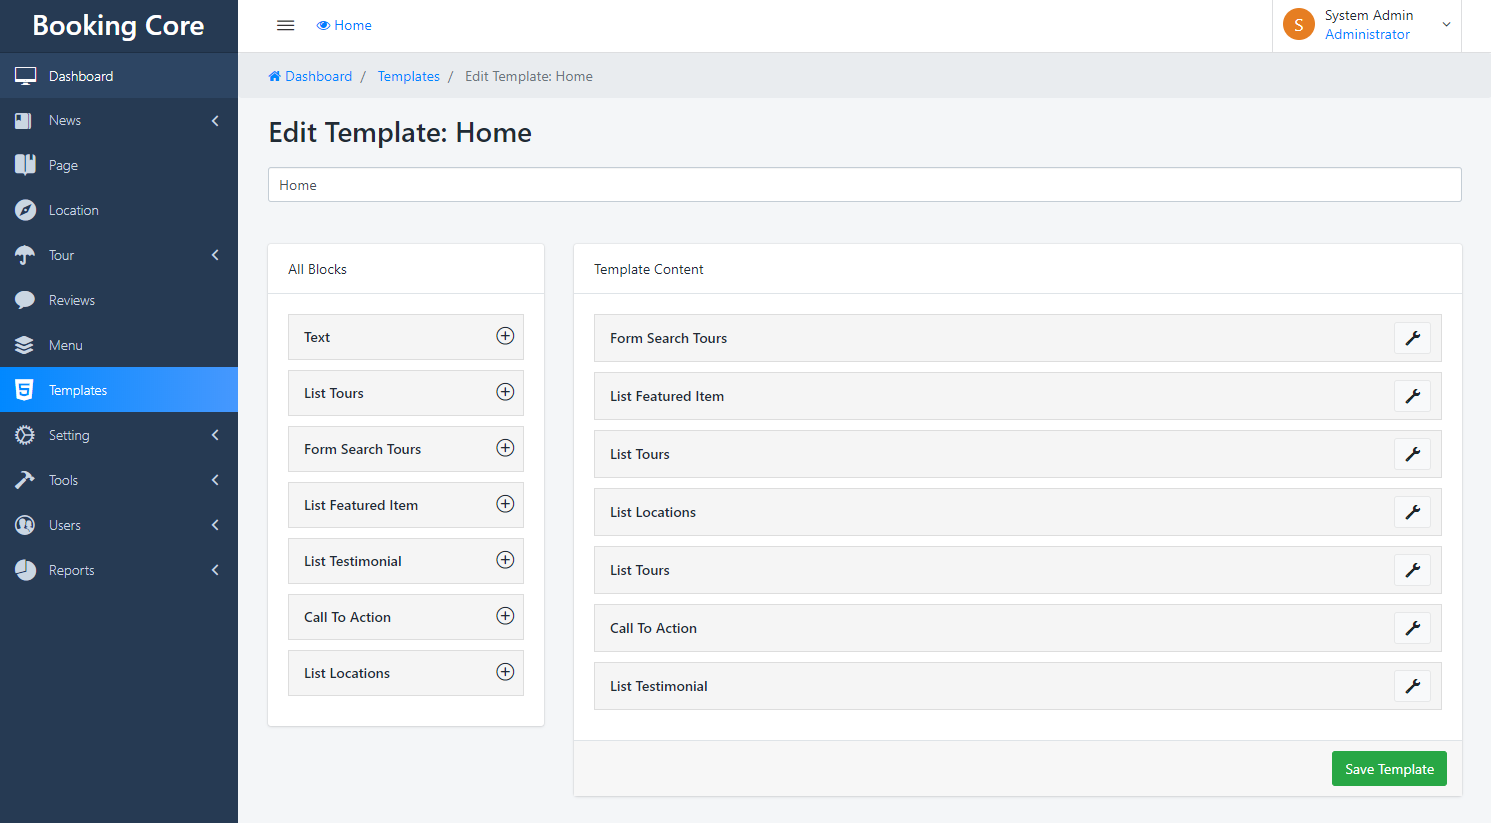 Booking Core
Home
S
System Admin
Administrator
Dashboard
News
Page
Location
Tour
Reviews
Menu
Templates
Setting
Tools
Users
Reports
Dashboard / Templates / Edit Template: Home
Edit Template: Home
Home
All Blocks
Text
List Tours
Form Search Tours
List Featured Item
List Testimonial
Call To Action
List Locations
Template Content
Form Search Tours
List Featured Item
List Tours
List Locations
List Tours
Call To Action
List Testimonial
Save Template